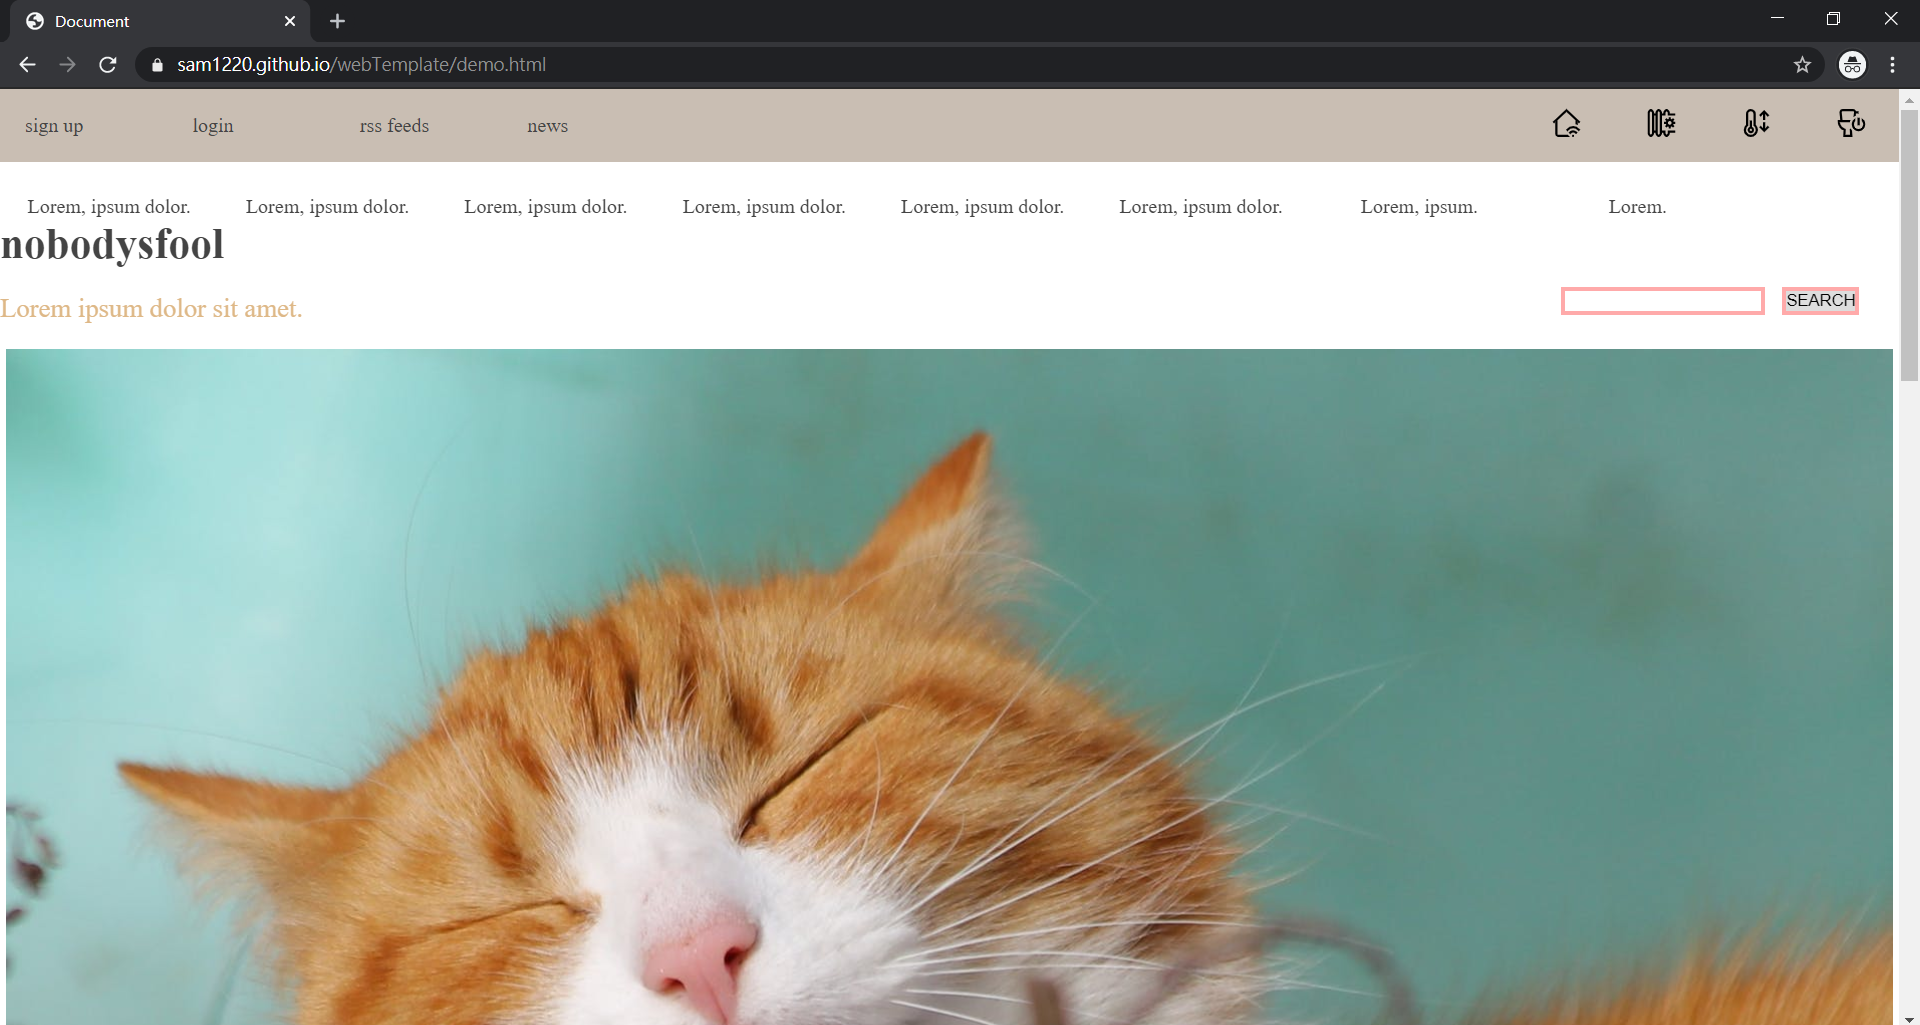 Document
sam1220.github.io/webTemplate/demo.html
sign up login rss feeds news
Lorem, ipsum dolor. Lorem, ipsum dolor. Lorem, ipsum dolor. Lorem, ipsum dolor. Lorem, ipsum dolor. Lorem, ipsum dolor. Lorem, ipsum. Lorem.
nobodysfool
Lorem ipsum dolor sit amet.
SEARCH